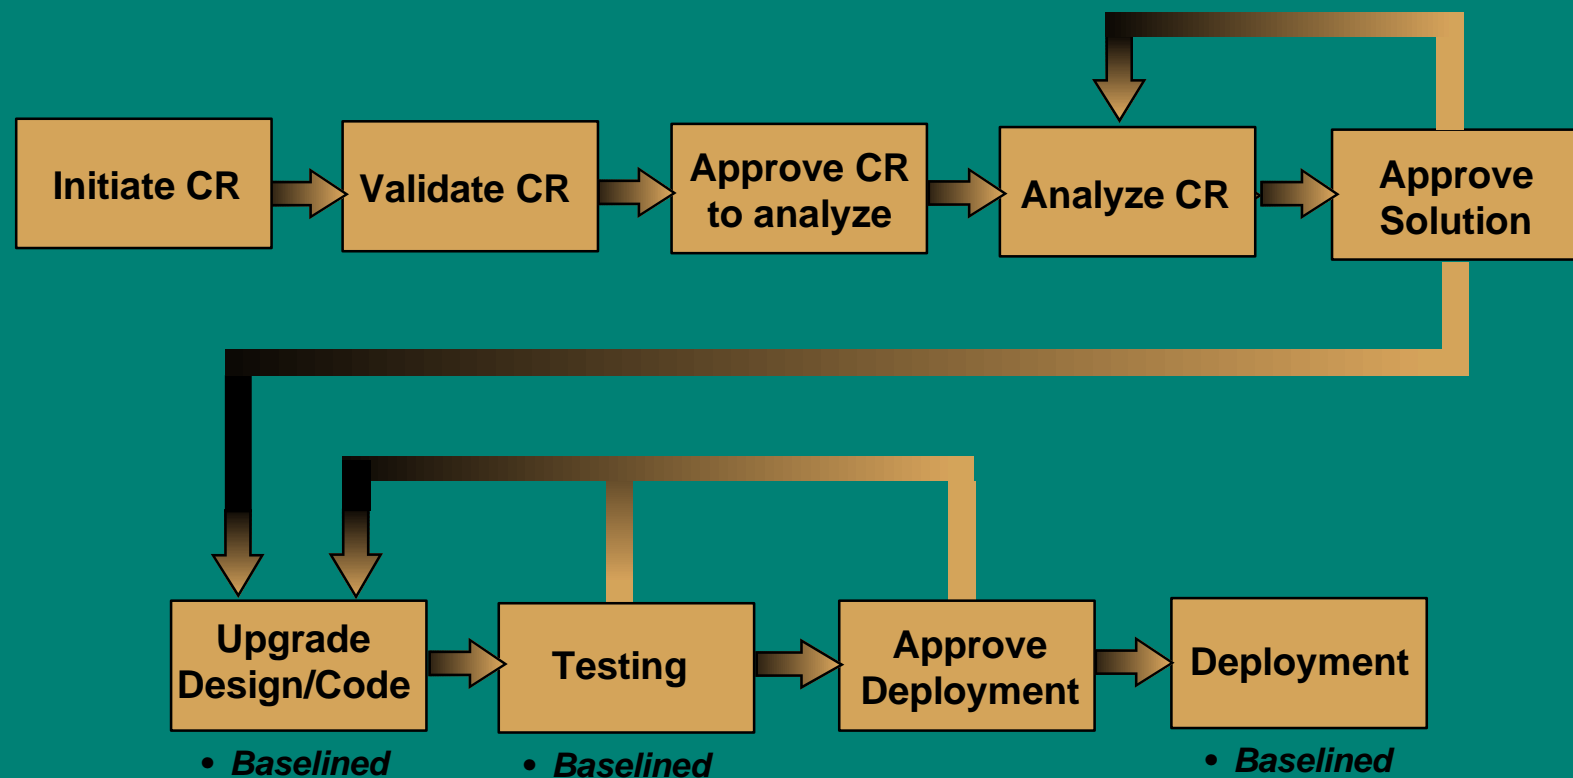 Initiate CR
Validate CR
Approve CR
to analyze
Analyze CR
Approve
Solution
Upgrade
Design/Code
Testing
Approve
Deployment
Deployment
• Baselined
• Baselined
• Baselined